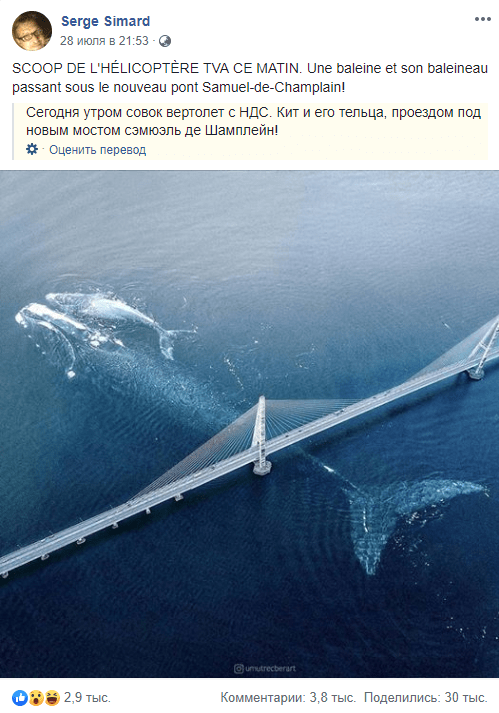 Serge Simard
28 июля в 21:53 ·
SCOOP DE L'HÉLICOPTÈRE TVA CE MATIN. Une baleine et son baleineau
passant sous le nouveau pont Samuel-de-Champlain!
Сегодня утром совок вертолет с НДС. Кит и его тельца, проездом под
новым мостом сэмюэль де Шамплейн!
· Оценить перевод
umutrecberart
2,9 тыс.
Комментарии: 3,8 тыс. Поделились: 30 тыс.